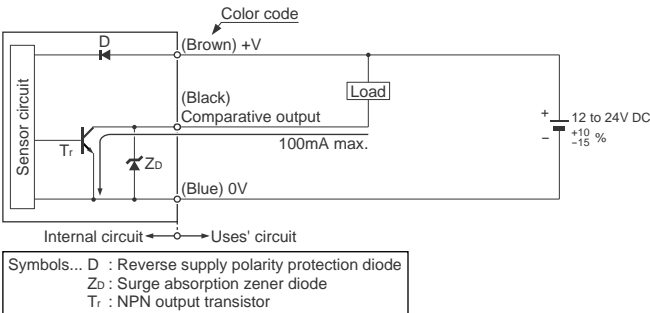 Color code
D
(Brown) +V
Sensor circuit
(Black)
Comparative output
Load
100mA max.
+
12 to 24V DC
−
+10
−15 %
Tr
ZD
(Blue) 0V
Internal circuit
Uses' circuit
Symbols... D : Reverse supply polarity protection diode
ZD : Surge absorption zener diode
Tr : NPN output transistor